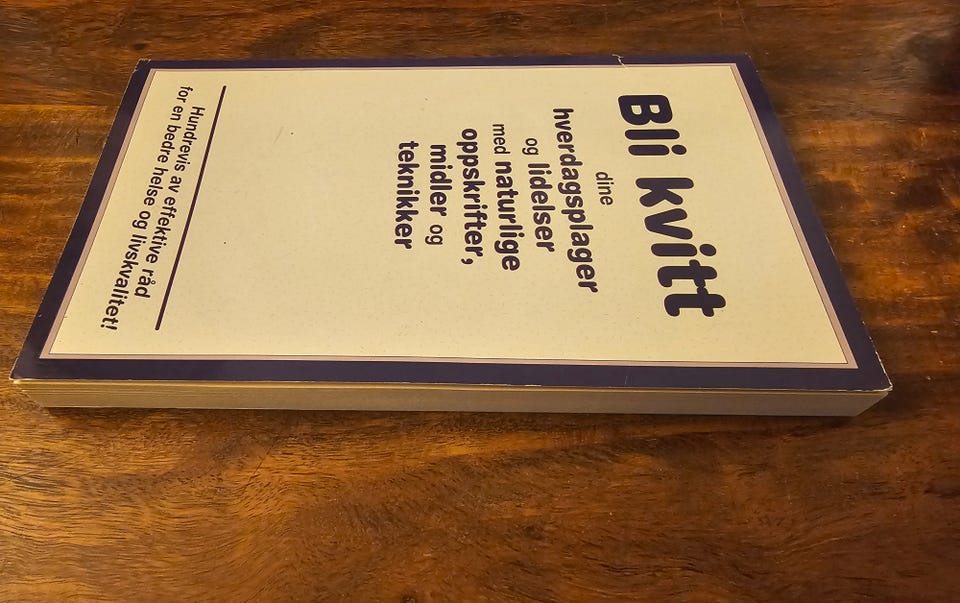 Bli kvitt
dine
hverdagsplager
og lidelser
med naturlige
oppskrifter,
midler og
teknikker
Hundrevis av effektive råd
for en bedre helse og livskvalitet!